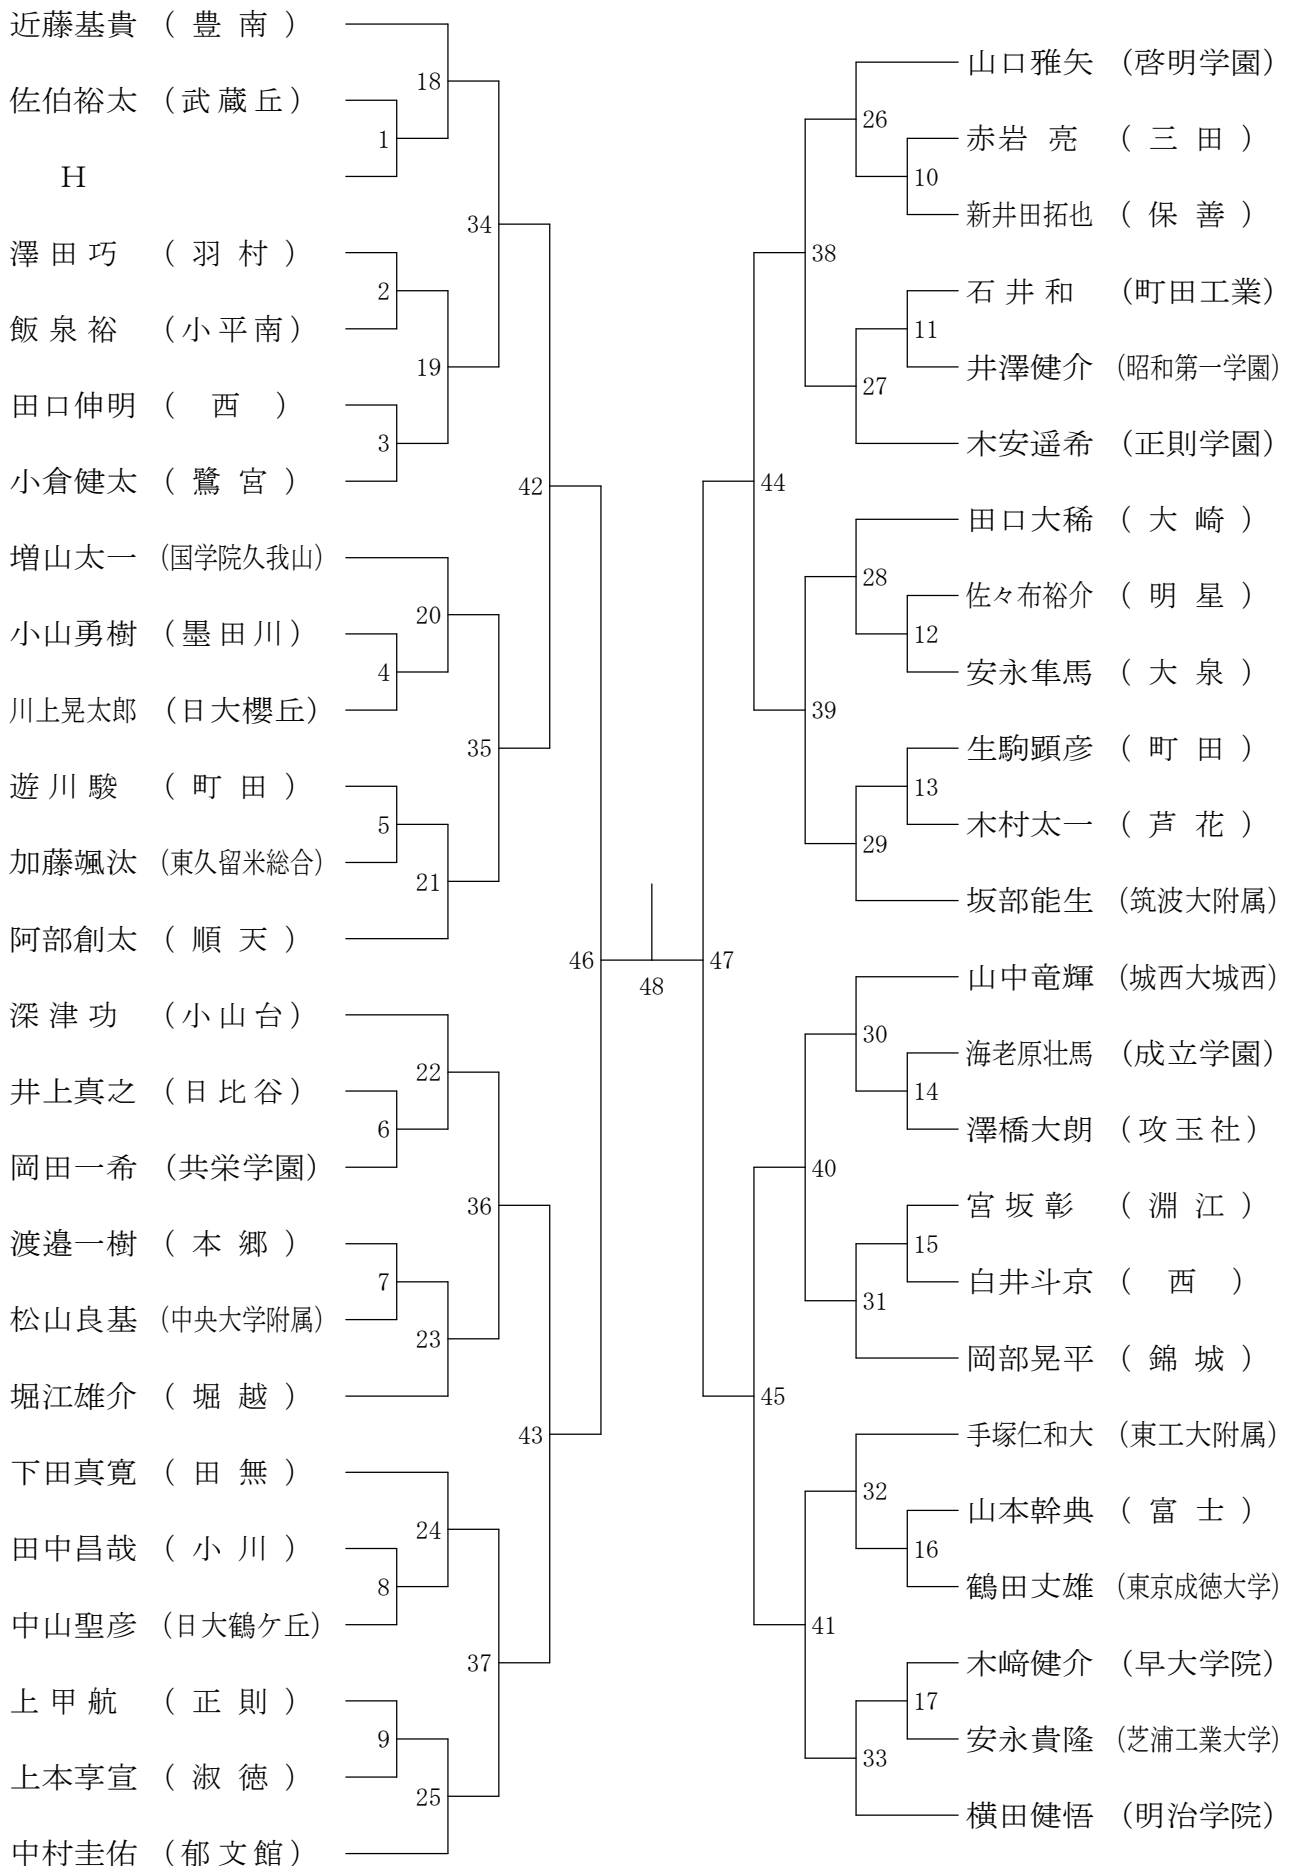 近藤基貴 （ 豊 南 ）
佐伯裕太 （武蔵丘）
H
澤田巧 （ 羽 村 ）
飯泉裕 （小平南）
田口伸明 （ 西 ）
小倉健太 （ 鷺 宮 ）
増山太一 （国学院久我山）
小山勇樹 （墨田川）
川上晃太郎 （日大櫻丘）
遊川駿 （ 町 田 ）
加藤颯汰 （東久留米総合）
阿部創太 （ 順 天 ）
深津功 （小山台）
井上真之 （日比谷）
岡田一希 （共栄学園）
渡邉一樹 （ 本 郷 ）
松山良基 （中央大学附属）
堀江雄介 （ 堀 越 ）
下田真寛 （ 田 無 ）
田中昌哉 （ 小 川 ）
中山聖彦 （日大鶴ケ丘）
上甲航 （ 正 則 ）
上本享宣 （ 淑 徳 ）
中村圭佑 （郁文館）
1
2
3
4
5
6
7
8
9
18
19
20
21
22
23
24
25
34
35
36
37
42
43
46
48
47
44
45
38
39
40
41
26
27
28
29
30
31
32
33
10
11
12
13
14
15
16
17
山口雅矢 （啓明学園）
赤岩 亮 （ 三 田 ）
新井田拓也 （ 保 善 ）
石井和 （町田工業）
井澤健介 （昭和第一学園）
木安遥希 （正則学園）
田口大稀 （ 大 崎 ）
佐々布裕介 （ 明 星 ）
安永隼馬 （ 大 泉 ）
生駒顕彦 （ 町 田 ）
木村太一 （ 芦 花 ）
坂部能生 （筑波大附属）
山中竜輝 （城西大城西）
海老原壮馬 （成立学園）
澤橋大朗 （攻玉社）
宮坂彰 （ 淵 江 ）
白井斗京 （ 西 ）
岡部晃平 （ 錦 城 ）
手塚仁和大 （東工大附属）
山本幹典 （ 富 士 ）
鶴田丈雄 （東京成徳大学）
木﨑健介 （早大学院）
安永貴隆 （芝浦工業大学）
横田健悟 （明治学院）